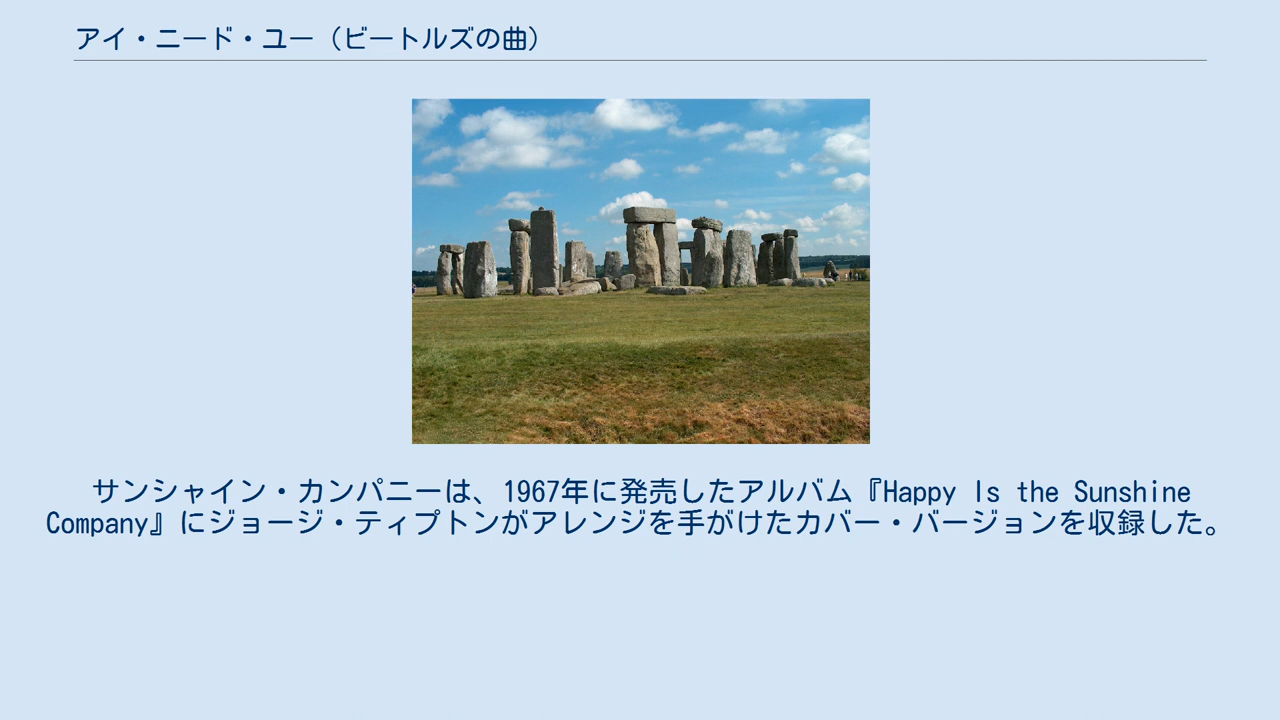 アイ・ニード・ユー（ビートルズの曲）
サンシャイン・カンパニーは、1967年に発売したアルバム『Happy Is the Sunshine
Company』にジョージ・ティプトンがアレンジを手がけたカバー・バージョンを収録した。